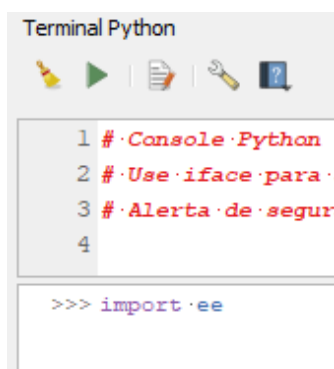 Terminal Python
1 # Console Python
2 # Use iface para
3 # Alerta de segur
4
>>> import ee